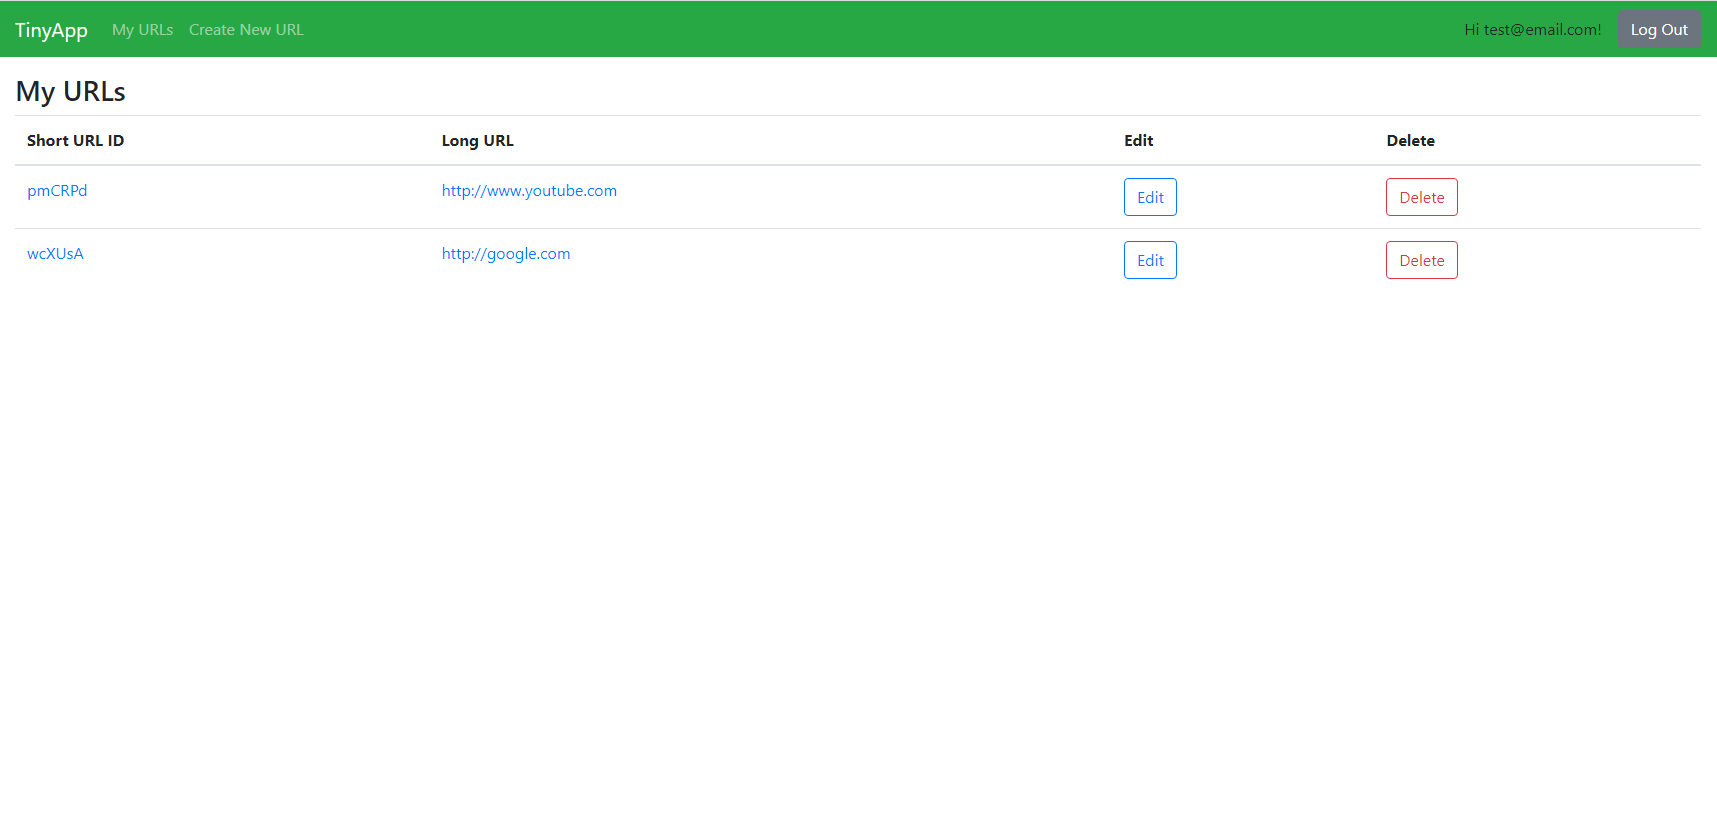 TinyApp My URLs Create New URL Hi test@email.com! Log Out
My URLs
Short URL ID Long URL Edit Delete
pmCRPd http://www.youtube.com Edit Delete
wcXUsA http://google.com Edit Delete